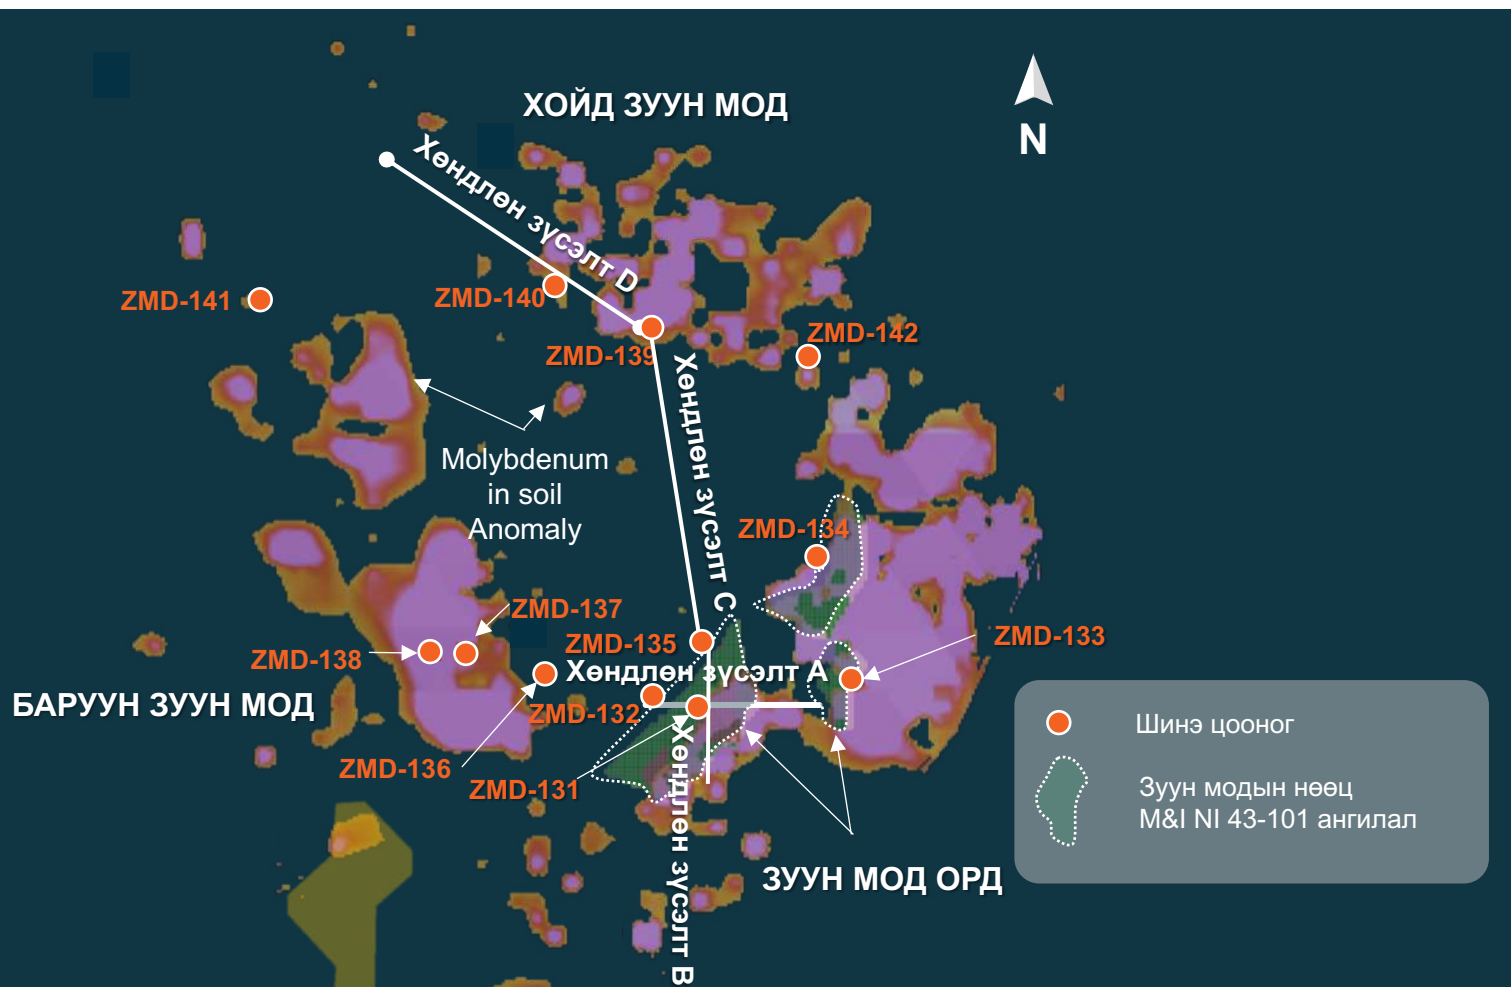 ХОЙД ЗУУН МОД
N
Хөндлөн зүсэлт D
ZMD-141
ZMD-140
ZMD-142
ZMD-139
Хөндлөн зүсэлт C
Molybdenum
in soil
Anomaly
ZMD-134
ZMD-137
ZMD-135
ZMD-133
ZMD-138
Хөндлөн зүсэлт A
БАРУУН ЗУУН МОД
ZMD-132
ZMD-136
ZMD-131
Хөндлөн зүсэлт B
ЗУУН МОД ОРД
Шинэ цооног
Зуун модын нөөц
M&I NI 43-101 ангилал